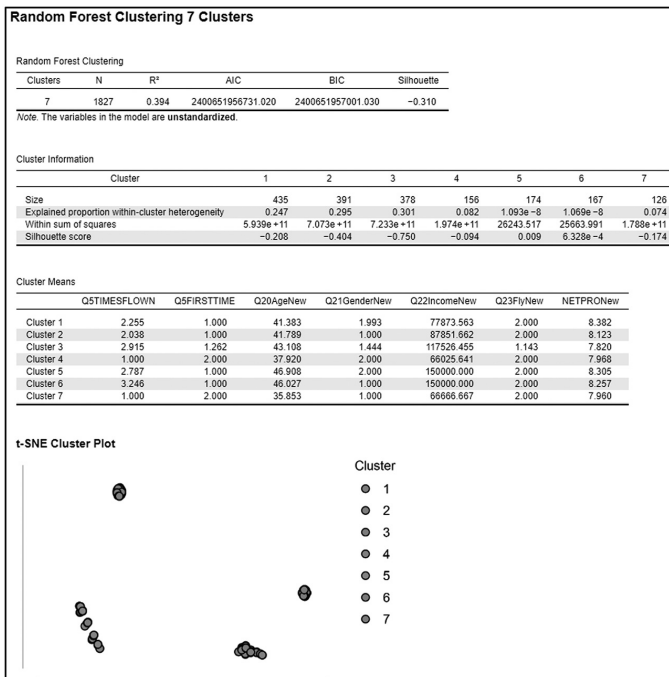 Random Forest Clustering 7 Clusters
Random Forest Clustering
Clusters N R² AIC BIC Silhouette
7 1827 0.394 2400651956731.020 2400651957001.030 −0.310
Note. The variables in the model are unstandardized.
Cluster Information
Cluster 1 2 3 4 5 6 7
Size 435 391 378 156 174 167 126
Explained proportion within-cluster heterogeneity 0.247 0.295 0.301 0.082 1.093e −8 1.069e −8 0.074
Within sum of squares 5.939e +11 7.073e +11 7.233e +11 1.974e +11 26243.517 25663.991 1.788e +11
Silhouette score −0.208 −0.404 −0.750 −0.094 0.009 6.328e −4 −0.174
Cluster Means
Q5TIMESFLOWN Q5FIRSTTIME Q20AgeNew Q21GenderNew Q22IncomeNew Q23FlyNew NETPRONew
Cluster 1 2.255 1.000 41.383 1.993 77873.563 2.000 8.382
Cluster 2 2.038 1.000 41.789 1.000 87851.662 2.000 8.123
Cluster 3 2.915 1.262 43.108 1.444 117526.455 1.143 7.820
Cluster 4 1.000 2.000 37.920 2.000 66025.641 2.000 7.968
Cluster 5 2.787 1.000 46.908 2.000 150000.000 2.000 8.305
Cluster 6 3.246 1.000 46.027 1.000 150000.000 2.000 8.257
Cluster 7 1.000 2.000 35.853 1.000 66666.667 2.000 7.960
t-SNE Cluster Plot
Cluster
1
2
3
4
5
6
7